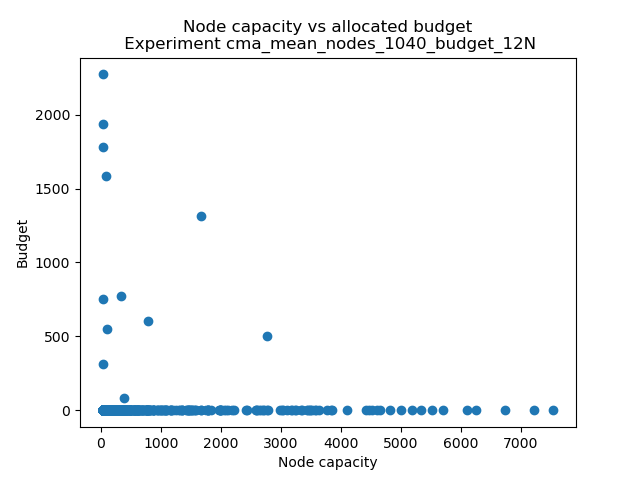 Node capacity vs allocated budget
Experiment cma_mean_nodes_1040_budget_12N
2000
1500
1000
500
0
Budget
0 1000 2000 3000 4000 5000 6000 7000
Node capacity